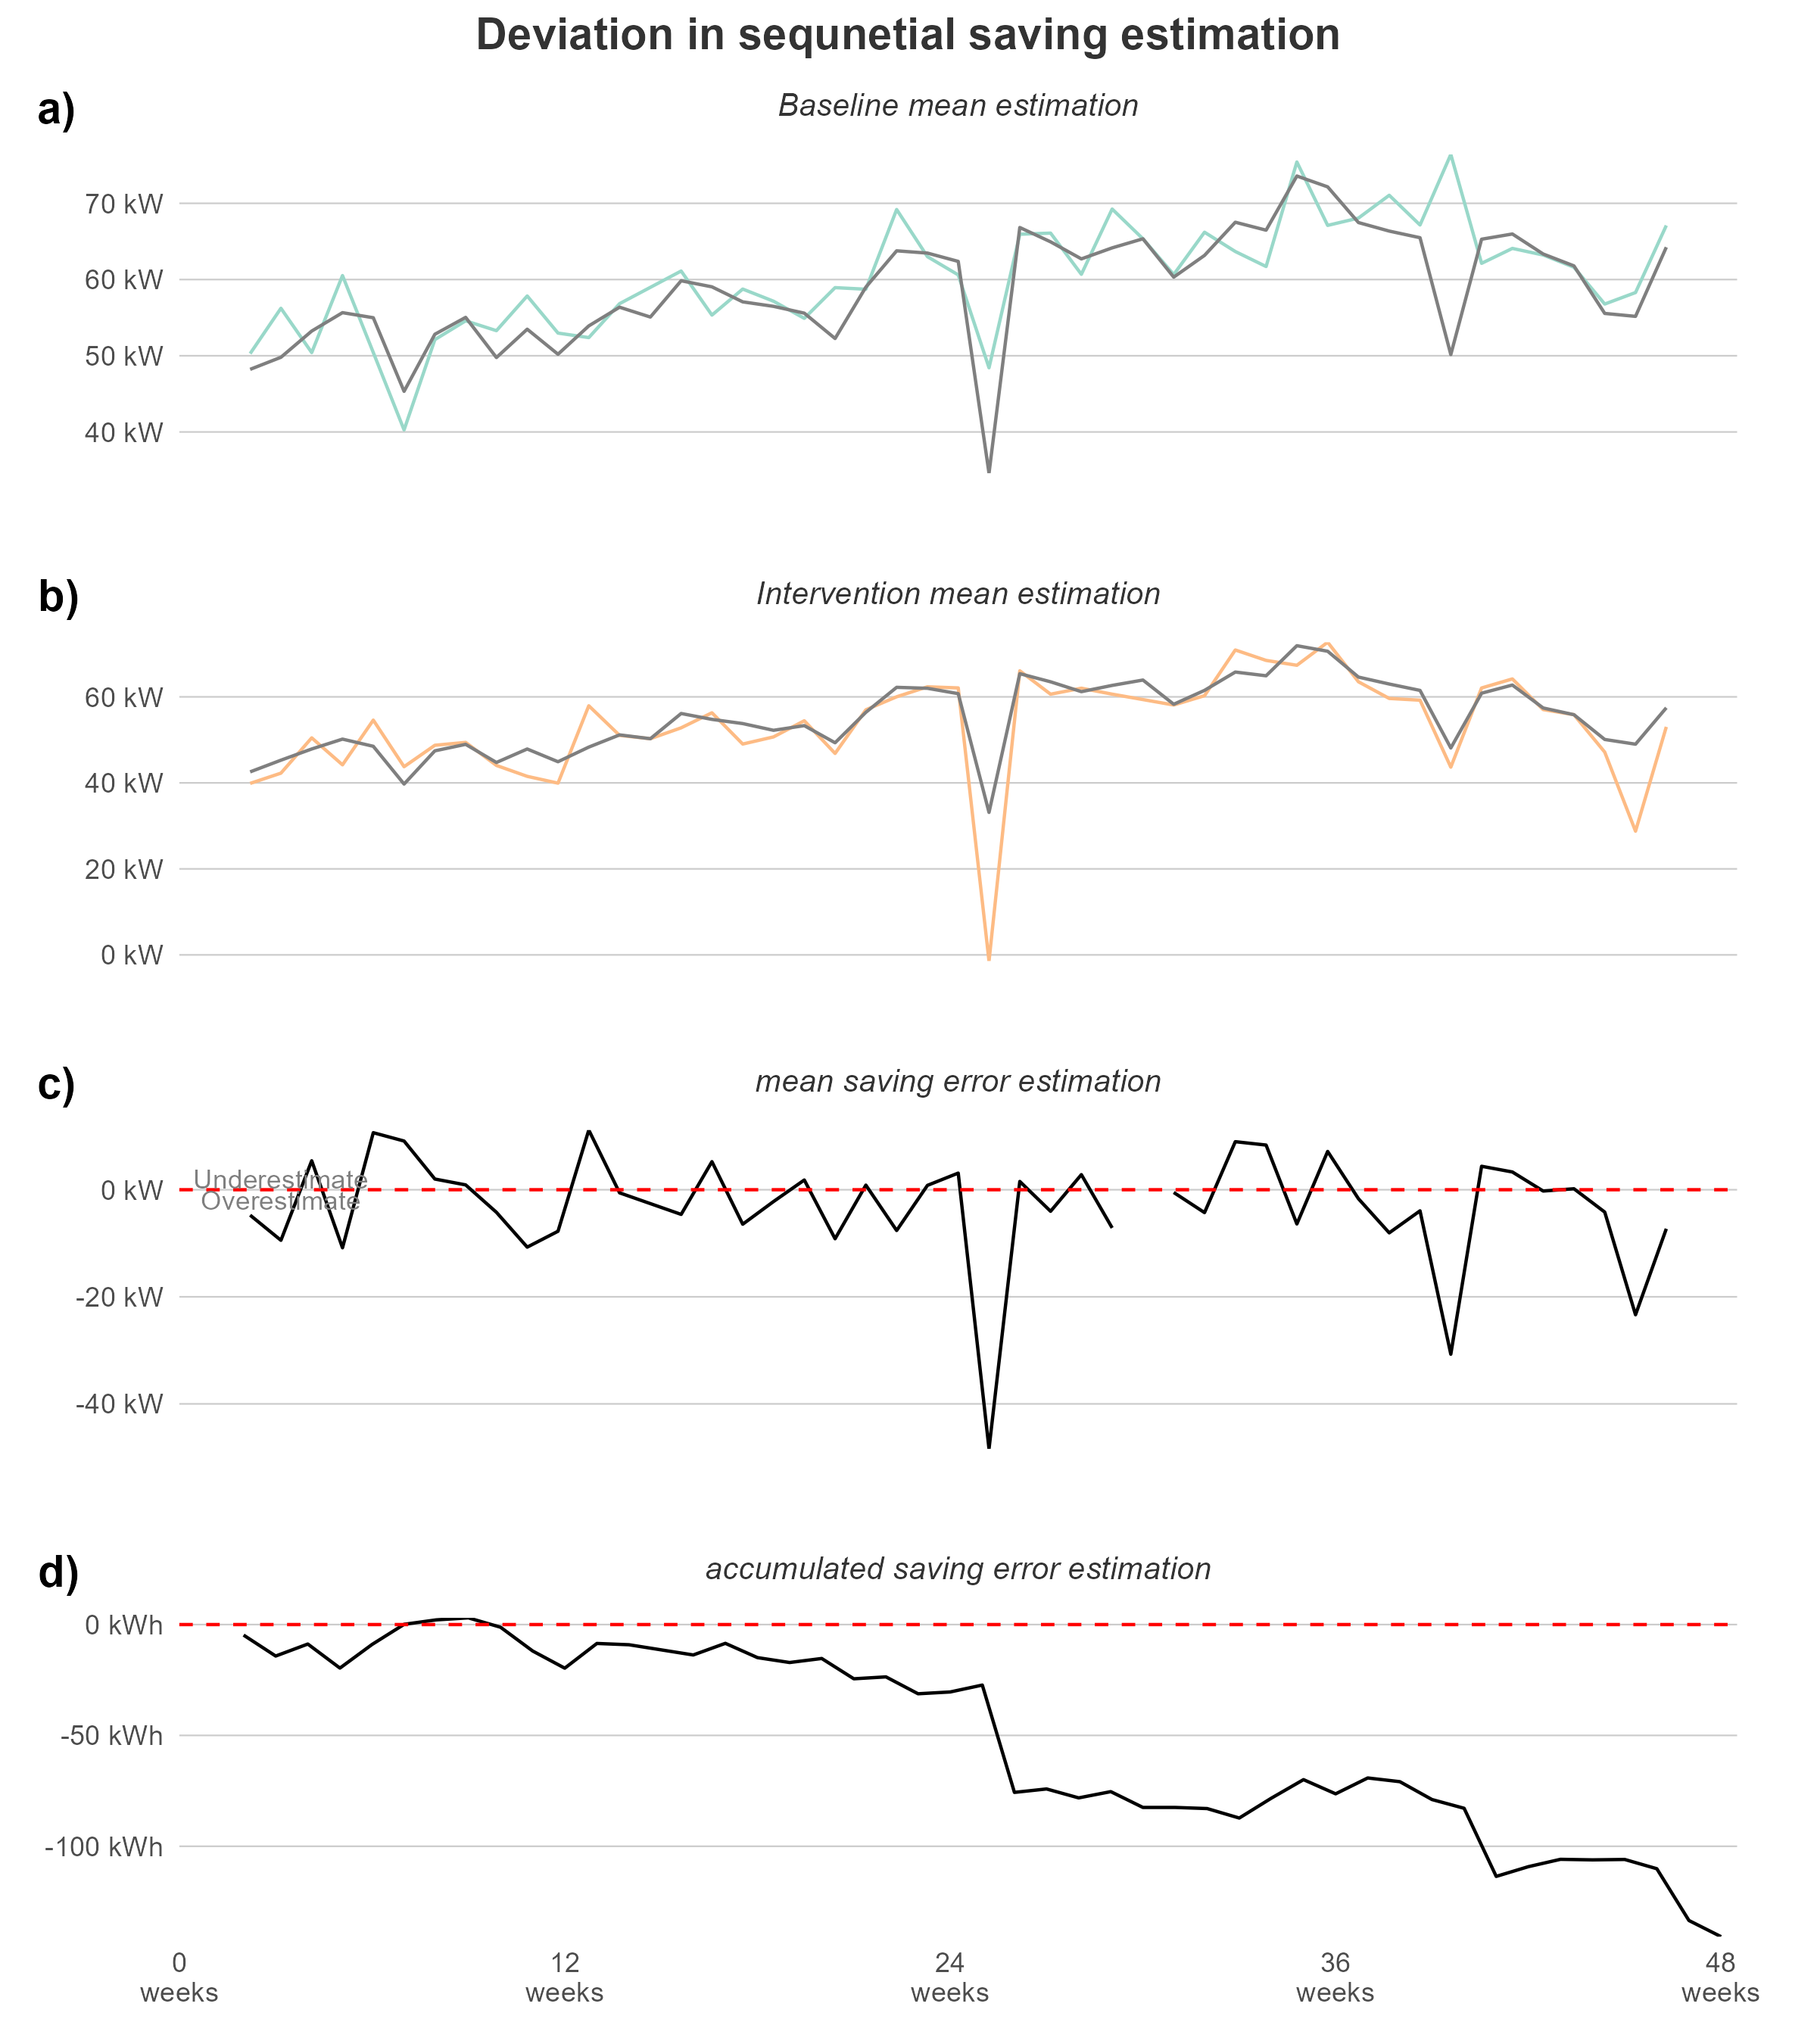 Deviation in sequnetial saving estimation
a)
Baseline mean estimation
70 kW
60 kW
50 kW
40 kW
b)
Intervention mean estimation
60 kW
40 kW
20 kW
0 kW
c)
mean saving error estimation
Underestimate
0 kW
Overestimate
-20 kW
-40 kW
d)
accumulated saving error estimation
0 kWh
-50 kWh
-100 kWh
0 12 24 36 48
weeks weeks weeks weeks weeks